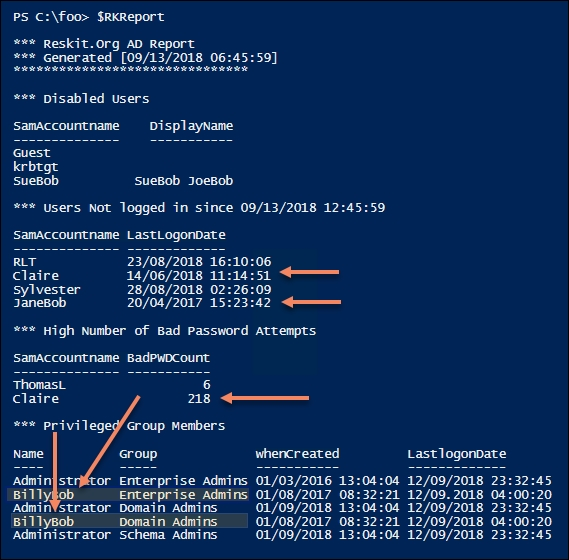 PS C:\foo> $RKReport
*** Reskit.Org AD Report
*** Generated [09/13/2018 06:45:59]
*******************************
*** Disabled Users
SamAccountname DisplayName
-------------- -----------
Guest
krbtgt
SueBob SueBob JoeBob
*** Users Not logged in since 09/13/2018 12:45:59
SamAccountname LastLogonDate
-------------- -------------
RLT 23/08/2018 16:10:06
Claire 14/06/2018 11:14:51
Sylvester 28/08/2018 02:26:09
JaneBob 20/04/2017 15:23:42
*** High Number of Bad Password Attempts
SamAccountname BadPWDCount
-------------- -----------
ThomasL 6
Claire 218
*** Privileged Group Members
Name Group whenCreated LastlogonDate
---- ----- ----------- -------------
Administrator Enterprise Admins 01/03/2016 13:04:04 12/09/2018 23:32:45
BillyBob Enterprise Admins 01/08/2017 08:32:21 12/09.2018 04:00:20
Administrator Domain Admins 01/09/2018 13:04:04 12/09/2018 23:32:45
BillyBob Domain Admins 01/08/2017 08:32:21 12/09/2018 04:00:20
Administrator Schema Admins 01/09/2018 13:04:04 12/09/2018 23:32:45